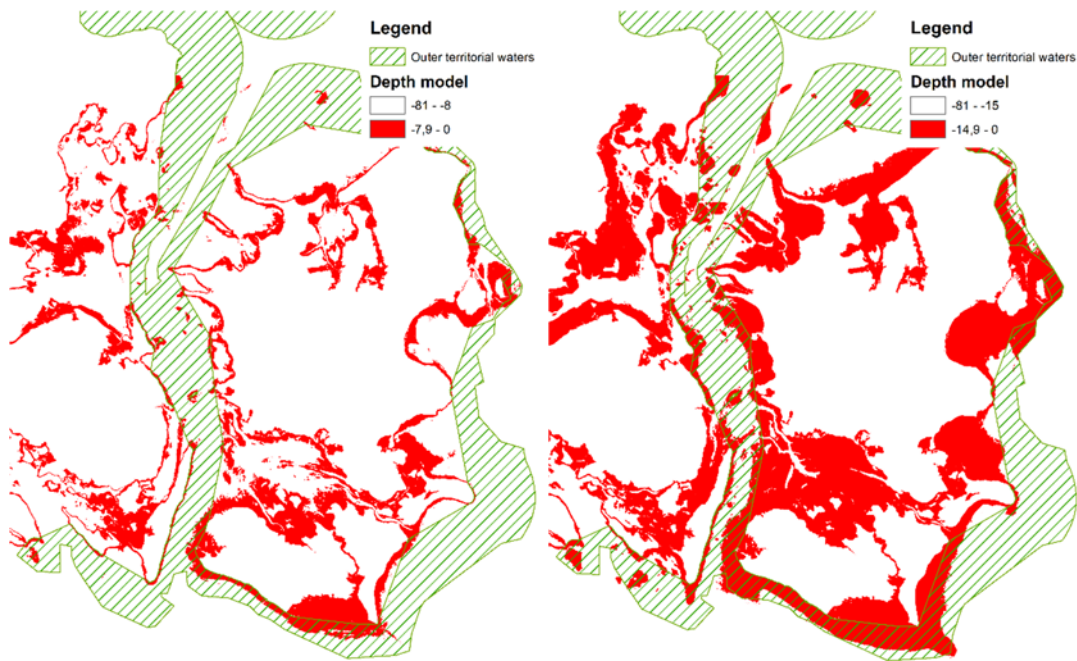 Legend
Outer territorial waters
Depth model
-81 - -8
-7,9 - 0
Legend
Outer territorial waters
Depth model
-81 - -15
-14,9 - 0